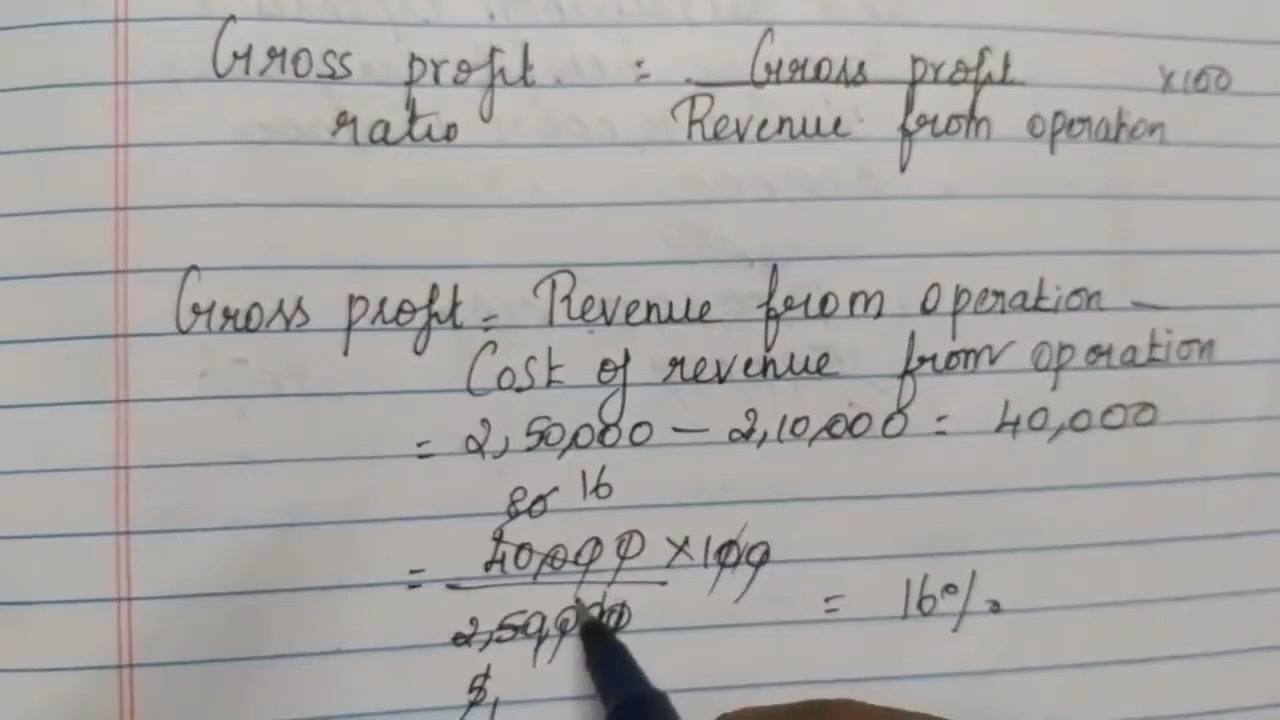 Gross profit = Gross profit ×100
ratio Revenue from operation
Gross profit = Revenue from operation –
Cost of revenue from operation
= 2,50,000 – 2,10,000 = 40,000
80 16
= 40,000 ×100
2,50,000 = 16%
5,